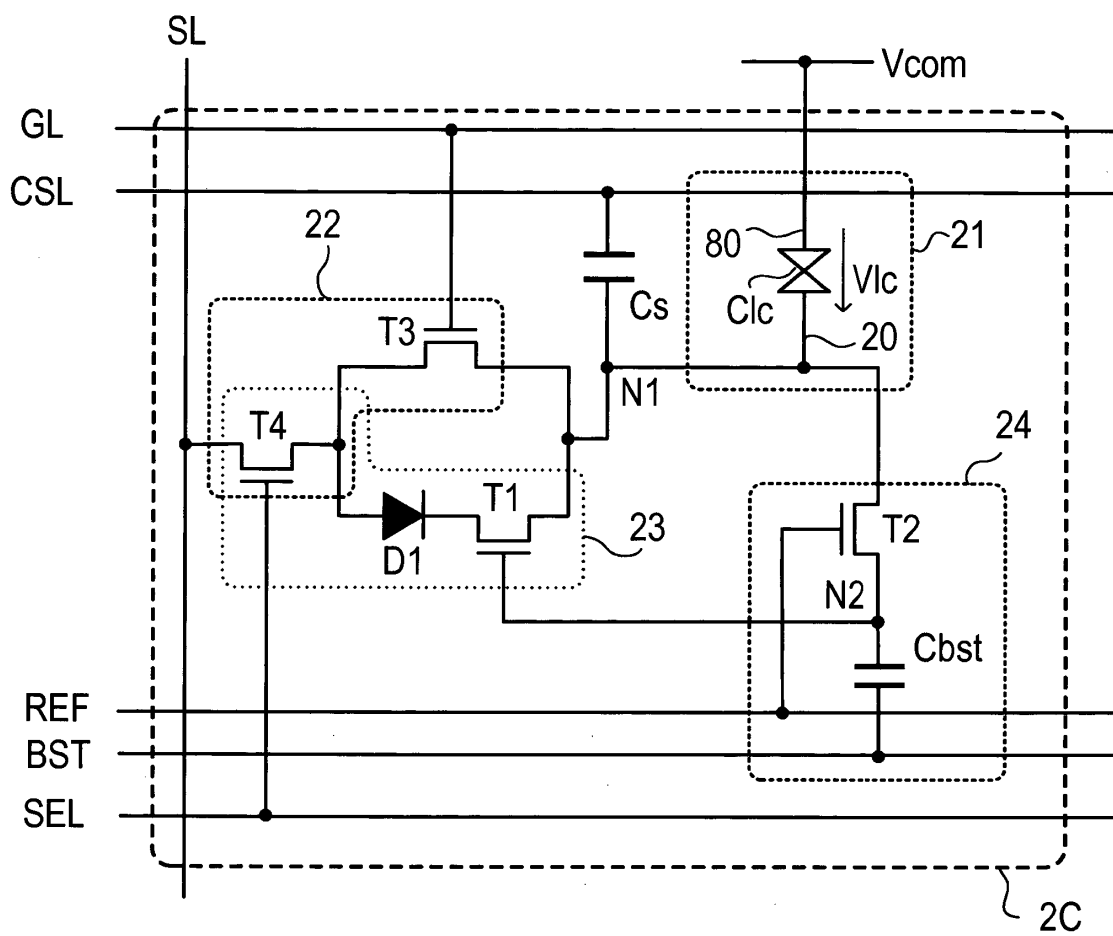 SL
Vcom
GL
CSL
22
80
21
Clc
Vlc
Cs
T3
20
N1
T4
24
T1
23
T2
D1
N2
Cbst
REF
BST
SEL
2C